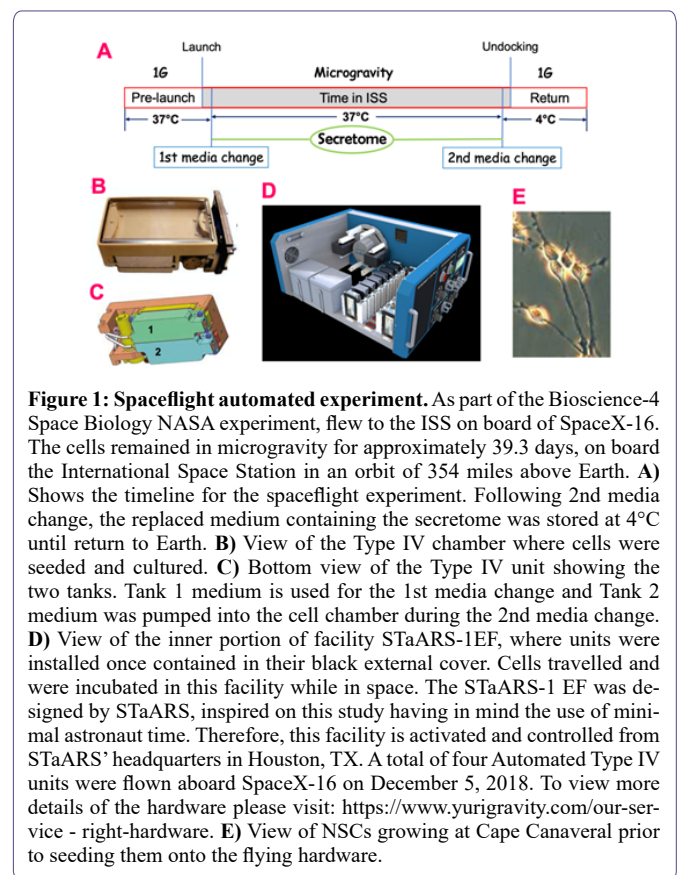 A
Launch
Undocking
1G
Microgravity
1G
Pre-launch
Time in ISS
Return
37°C
37°C
4°C
Secretome
1st media change
2nd media change
B
D
E
C
1
2
Figure 1: Spaceflight automated experiment. As part of the Bioscience-4
Space Biology NASA experiment, flew to the ISS on board of SpaceX-16.
The cells remained in microgravity for approximately 39.3 days, on board
the International Space Station in an orbit of 354 miles above Earth. A)
Shows the timeline for the spaceflight experiment. Following 2nd media
change, the replaced medium containing the secretome was stored at 4°C
until return to Earth. B) View of the Type IV chamber where cells were
seeded and cultured. C) Bottom view of the Type IV unit showing the
two tanks. Tank 1 medium is used for the 1st media change and Tank 2
medium was pumped into the cell chamber during the 2nd media change.
D) View of the inner portion of facility STaARS-1EF, where units were
installed once contained in their black external cover. Cells travelled and
were incubated in this facility while in space. The STaARS-1 EF was de-
signed by STaARS, inspired on this study having in mind the use of mini-
mal astronaut time. Therefore, this facility is activated and controlled from
STaARS' headquarters in Houston, TX. A total of four Automated Type IV
units were flown aboard SpaceX-16 on December 5, 2018. To view more
details of the hardware please visit: https://www.yurigravity.com/our-ser-
vice - right-hardware. E) View of NSCs growing at Cape Canaveral prior
to seeding them onto the flying hardware.